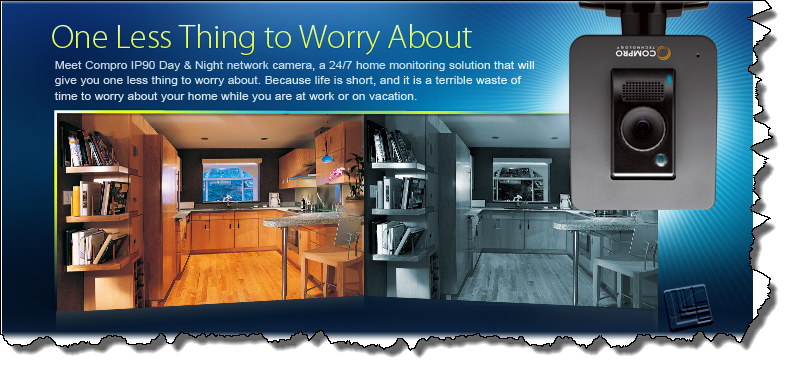 One Less Thing to Worry About
Meet Compro IP90 Day & Night network camera, a 24/7 home monitoring solution that will
give you one less thing to worry about. Because life is short, and it is a terrible waste of
time to worry about your home while you are at work or on vacation.
COMPRO
TECHNOLOGY